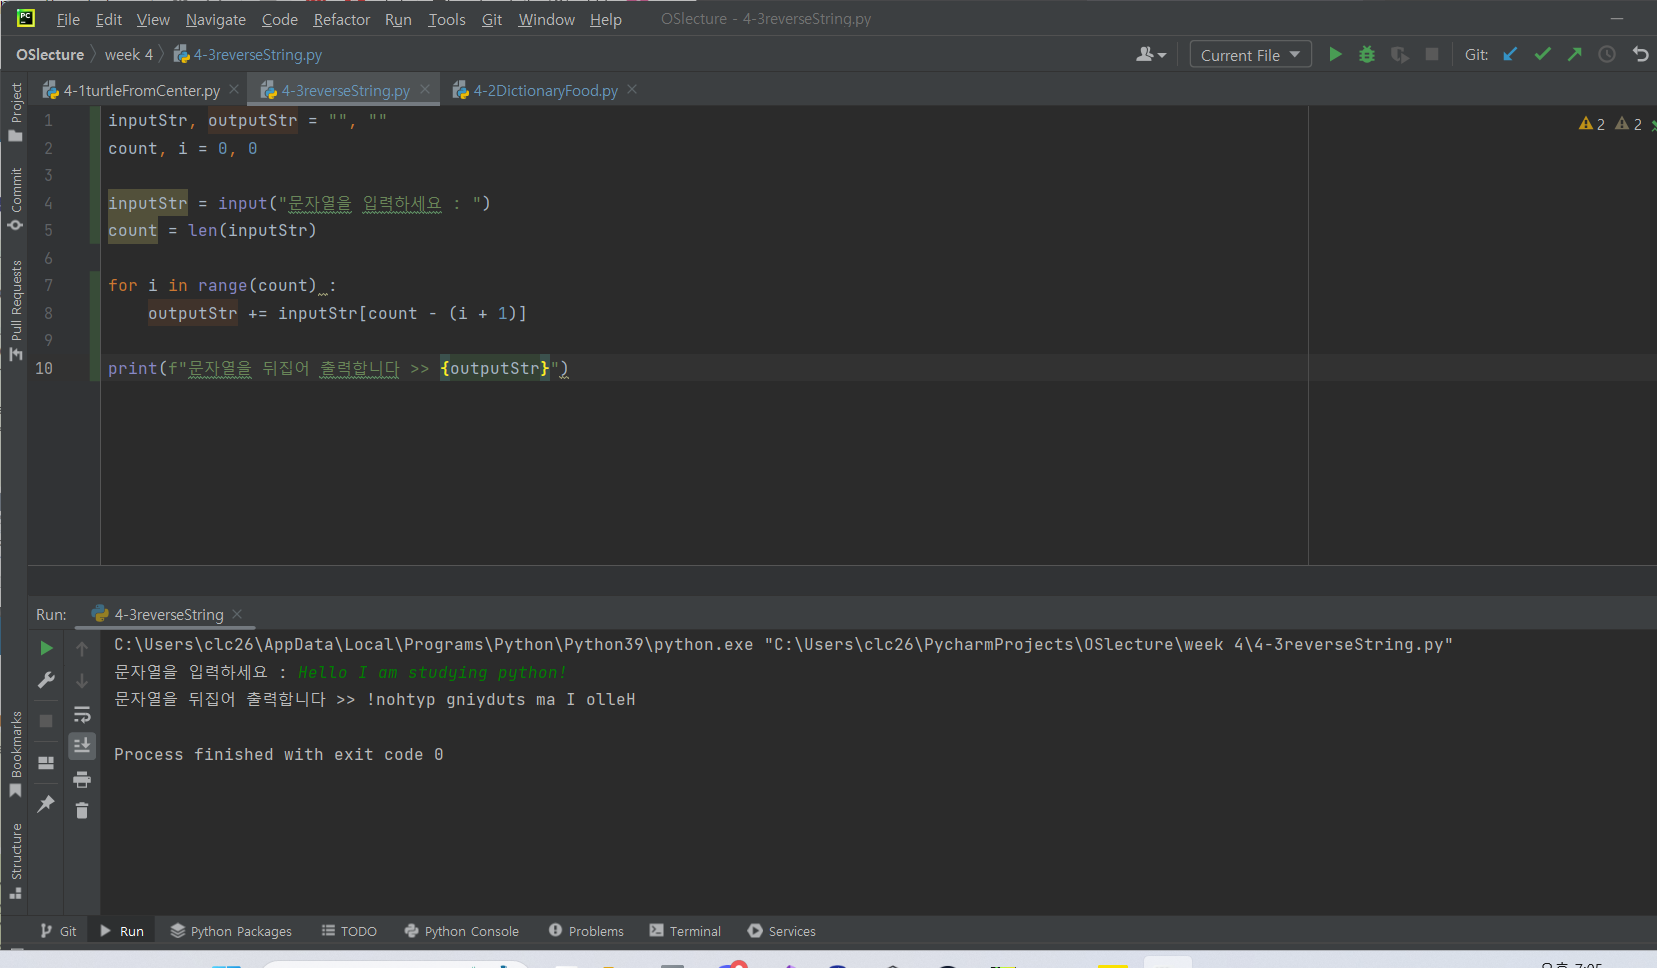 PC File Edit View Navigate Code Refactor Run Tools Git Window Help OSlecture - 4-3reverseString.py
OSlecture week 4 4-3reverseString.py Current File Git:
4-1turtleFromCenter.py 4-3reverseString.py 4-2DictionaryFood.py
Project
Commit
Pull Requests
Bookmarks
Structure
2 2
1 inputStr, outputStr = "", ""
2 count, i = 0, 0
3
4 inputStr = input("문자열을 입력하세요 : ")
5 count = len(inputStr)
6
7 for i in range(count) :
8 outputStr += inputStr[count - (i + 1)]
9
10 print(f"문자열을 뒤집어 출력합니다 >> {outputStr}")
Run: 4-3reverseString
C:\Users\clc26\AppData\Local\Programs\Python\Python39\python.exe "C:\Users\clc26\PycharmProjects\OSlecture\week 4\4-3reverseString.py"
문자열을 입력하세요 : Hello I am studying python!
문자열을 뒤집어 출력합니다 >> !nohtyp gniyduts ma I olleH
Process finished with exit code 0
Git Run Python Packages TODO Python Console Problems Terminal Services